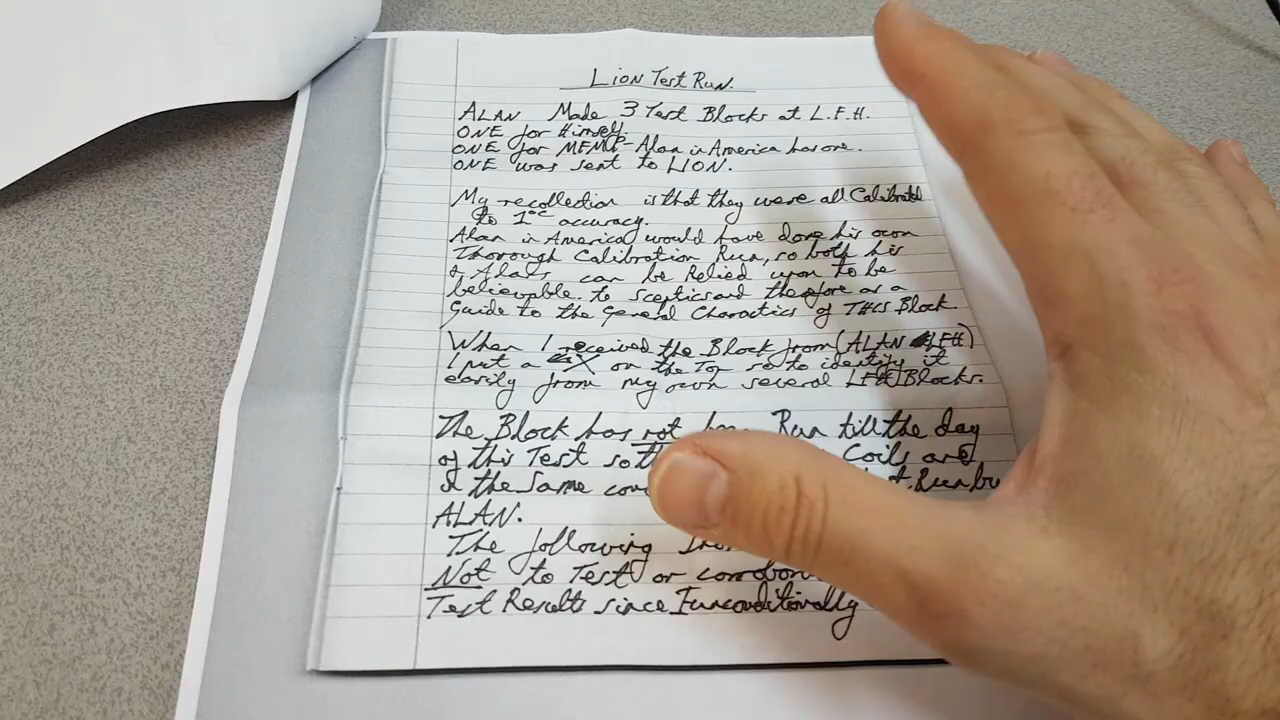 LION TEST RUN.
ALAN Made 3 Test Blocks at L.F.H.
ONE for Himself.
ONE for MFMP - Alan in America has one.
ONE was sent to LION.
My recollection is that they were all Calibrated
to 1°C accuracy.
Alan in America would have done his own
Thorough Calibration Run, so both his
& Alans can be Relied upon to be
believable to sceptics and therefore as a
Guide to the General of THIS Block.
When I received the Block from (ALAN LFH)
I put a X on the Top so to identify it
easily from my own several LFH Blocks.
The Block has not Run till the day
of this Test so Coils are
the Same Run by
ALAN.
The following
Not to Test or
Test Results since I unconditionally